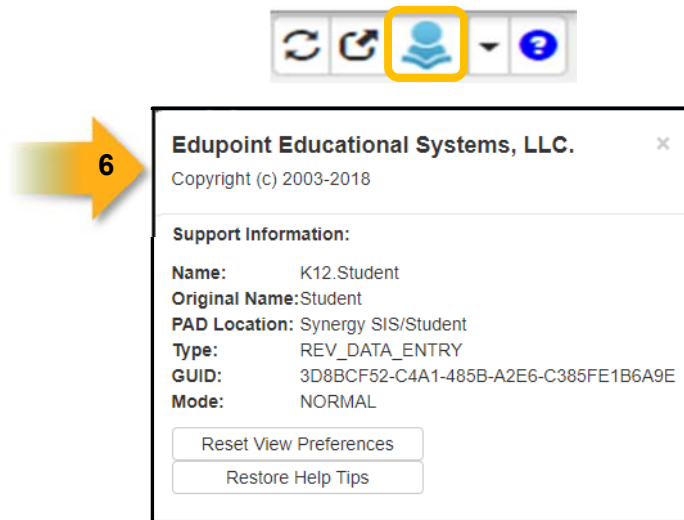 ?
6
Edupoint Educational Systems, LLC. ×
Copyright (c) 2003-2018
Support Information:
Name: K12.Student
Original Name:Student
PAD Location: Synergy SIS/Student
Type: REV_DATA_ENTRY
GUID: 3D8BCF52-C4A1-485B-A2E6-C385FE1B6A9E
Mode: NORMAL
Reset View Preferences
Restore Help Tips